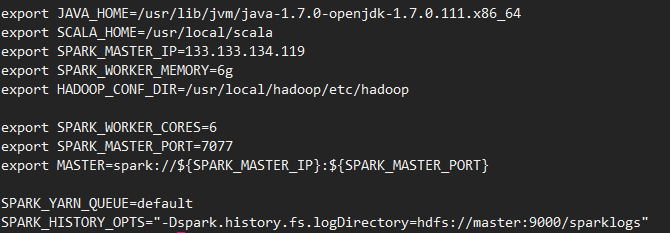 export JAVA_HOME=/usr/lib/jvm/java-1.7.0-openjdk-1.7.0.111.x86_64
export SCALA_HOME=/usr/local/scala
export SPARK_MASTER_IP=133.133.134.119
export SPARK_WORKER_MEMORY=6g
export HADOOP_CONF_DIR=/usr/local/hadoop/etc/hadoop
export SPARK_WORKER_CORES=6
export SPARK_MASTER_PORT=7077
export MASTER=spark://${SPARK_MASTER_IP}:${SPARK_MASTER_PORT}
SPARK_YARN_QUEUE=default
SPARK_HISTORY_OPTS="-Dspark.history.fs.logDirectory=hdfs://master:9000/sparklogs"